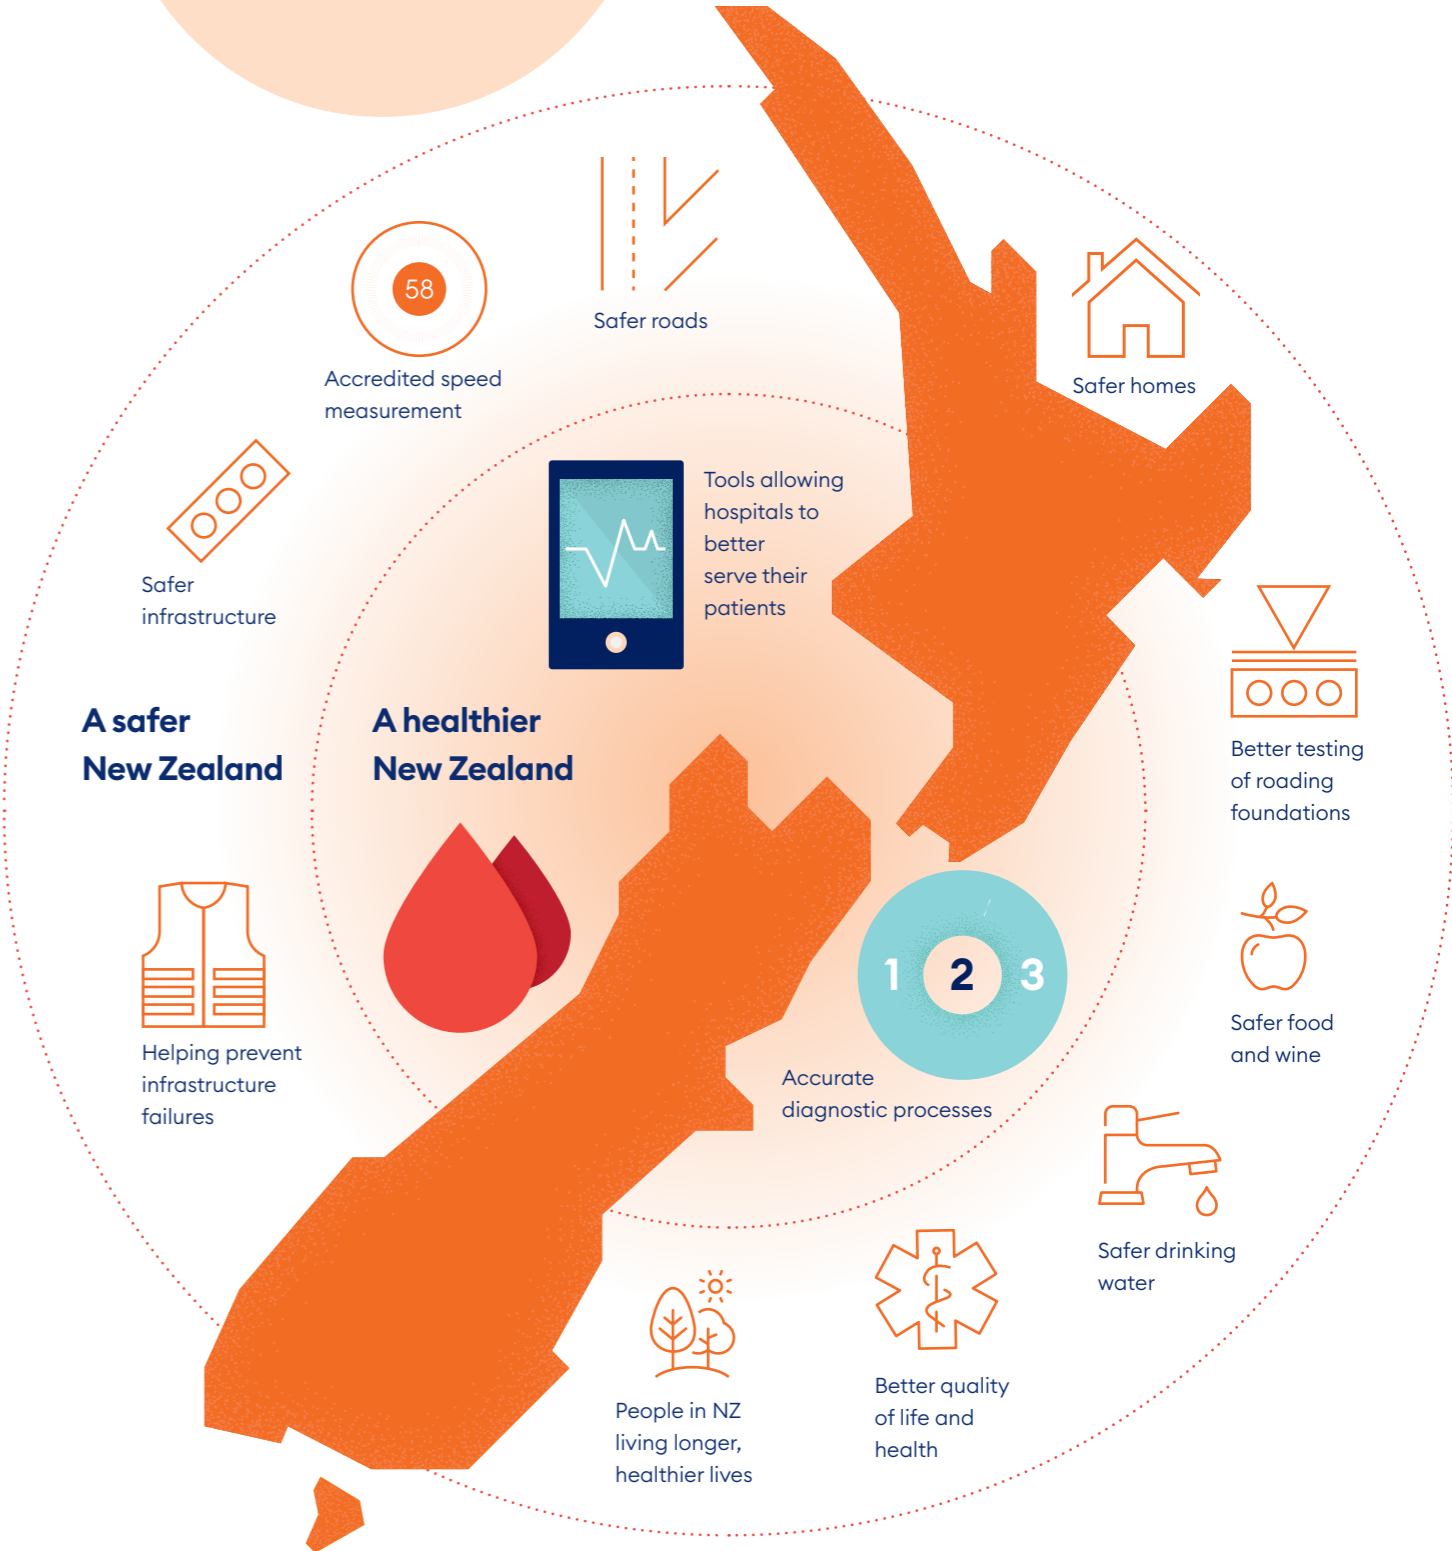 58
Safer roads
Accredited speed
measurement
Safer homes
Tools allowing
hospitals to
better
serve their
patients
Safer
infrastructure
A safer
New Zealand
A healthier
New Zealand
Better testing
of roading
foundations
1 2 3
Safer food
and wine
Helping prevent
infrastructure
failures
Accurate
diagnostic processes
Safer drinking
water
Better quality
of life and
health
People in NZ
living longer,
healthier lives